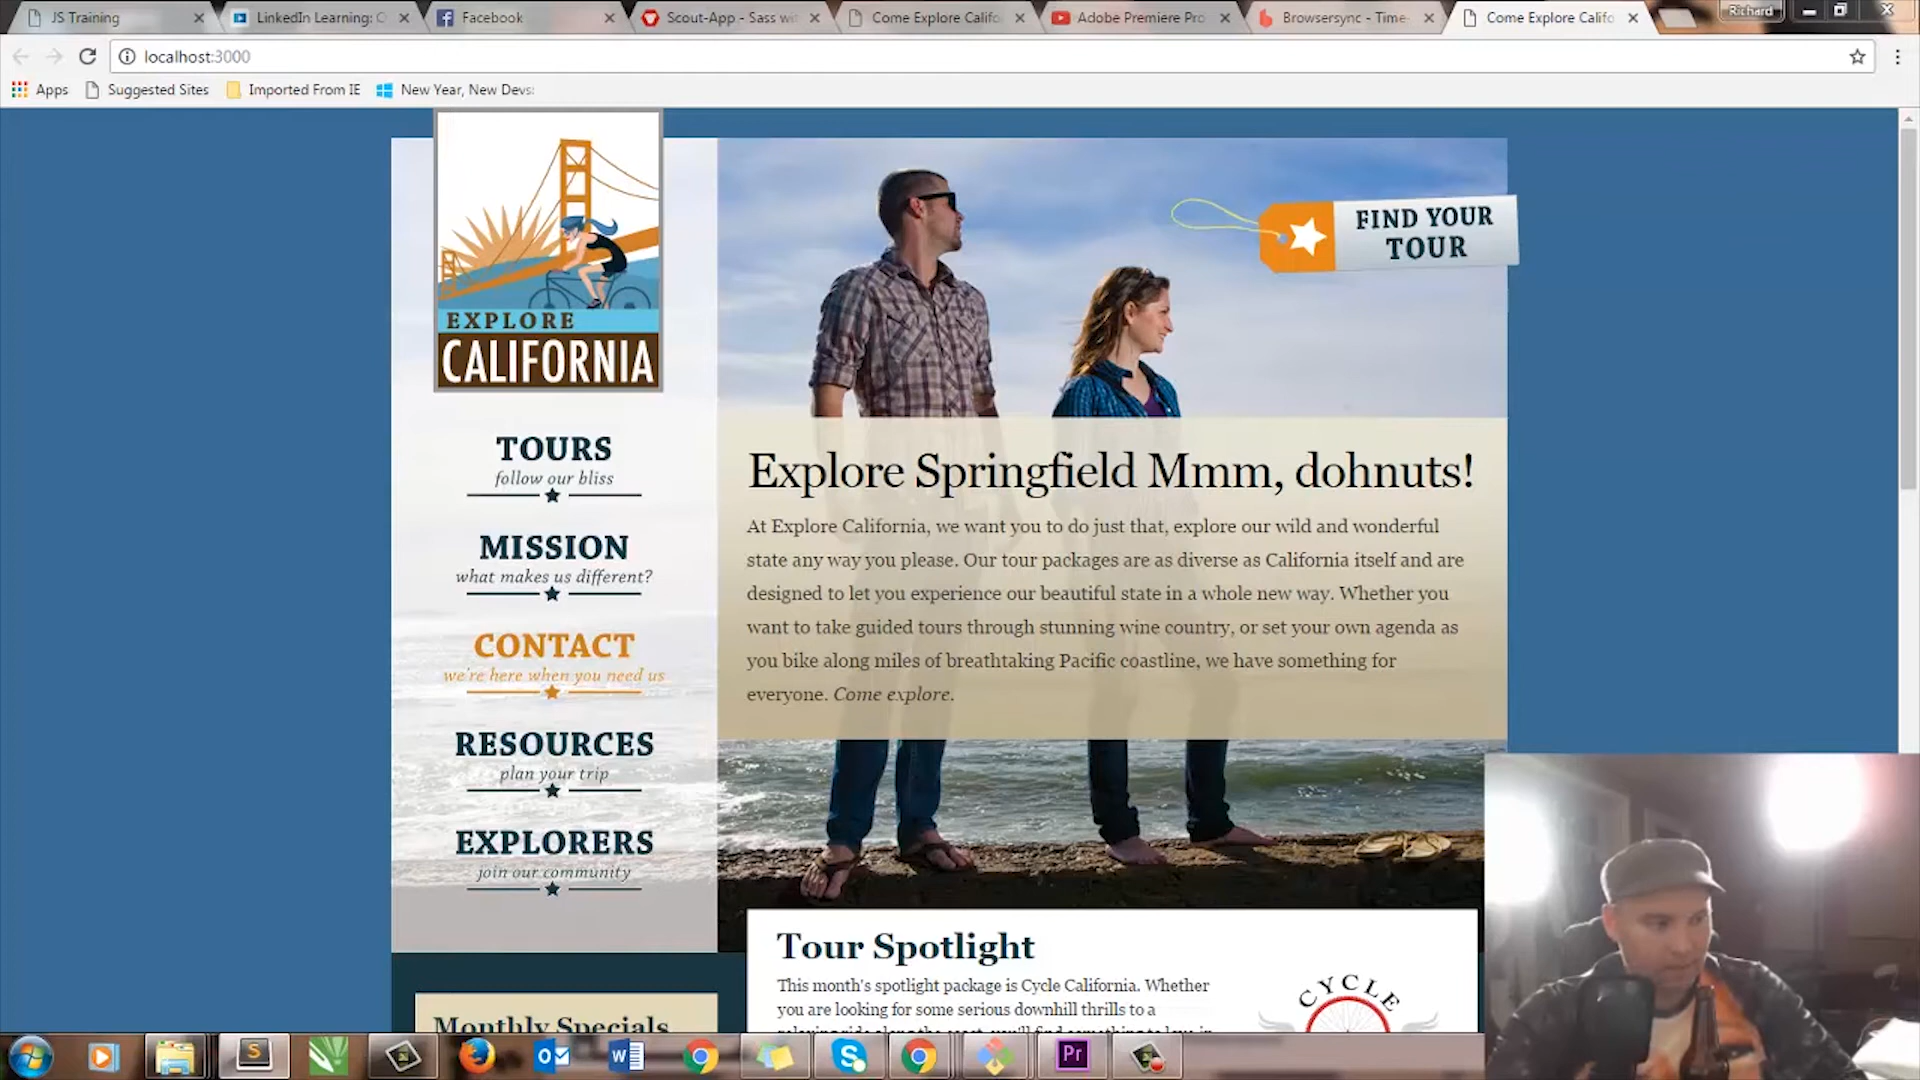 JS Training
LinkedIn Learning: O
Facebook
Scout-App - Sass wit
Come Explore Califo
Adobe Premiere Pro
Browsersync - Time-
Come Explore Califo
Richard
localhost:3000
Apps
Suggested Sites
Imported From IE
New Year, New Devs:
EXPLORE
CALIFORNIA
FIND YOUR
TOUR
TOURS
follow our bliss
MISSION
what makes us different?
CONTACT
we're here when you need us
RESOURCES
plan your trip
EXPLORERS
join our community
Monthly Specials
Explore Springfield Mmm, dohnuts!
At Explore California, we want you to do just that, explore our wild and wonderful
state any way you please. Our tour packages are as diverse as California itself and are
designed to let you experience our beautiful state in a whole new way. Whether you
want to take guided tours through stunning wine country, or set your own agenda as
you bike along miles of breathtaking Pacific coastline, we have something for
everyone. Come explore.
Tour Spotlight
This month's spotlight package is Cycle California. Whether
you are looking for some serious downhill thrills to a
CYCLE
S
W
S
Pr